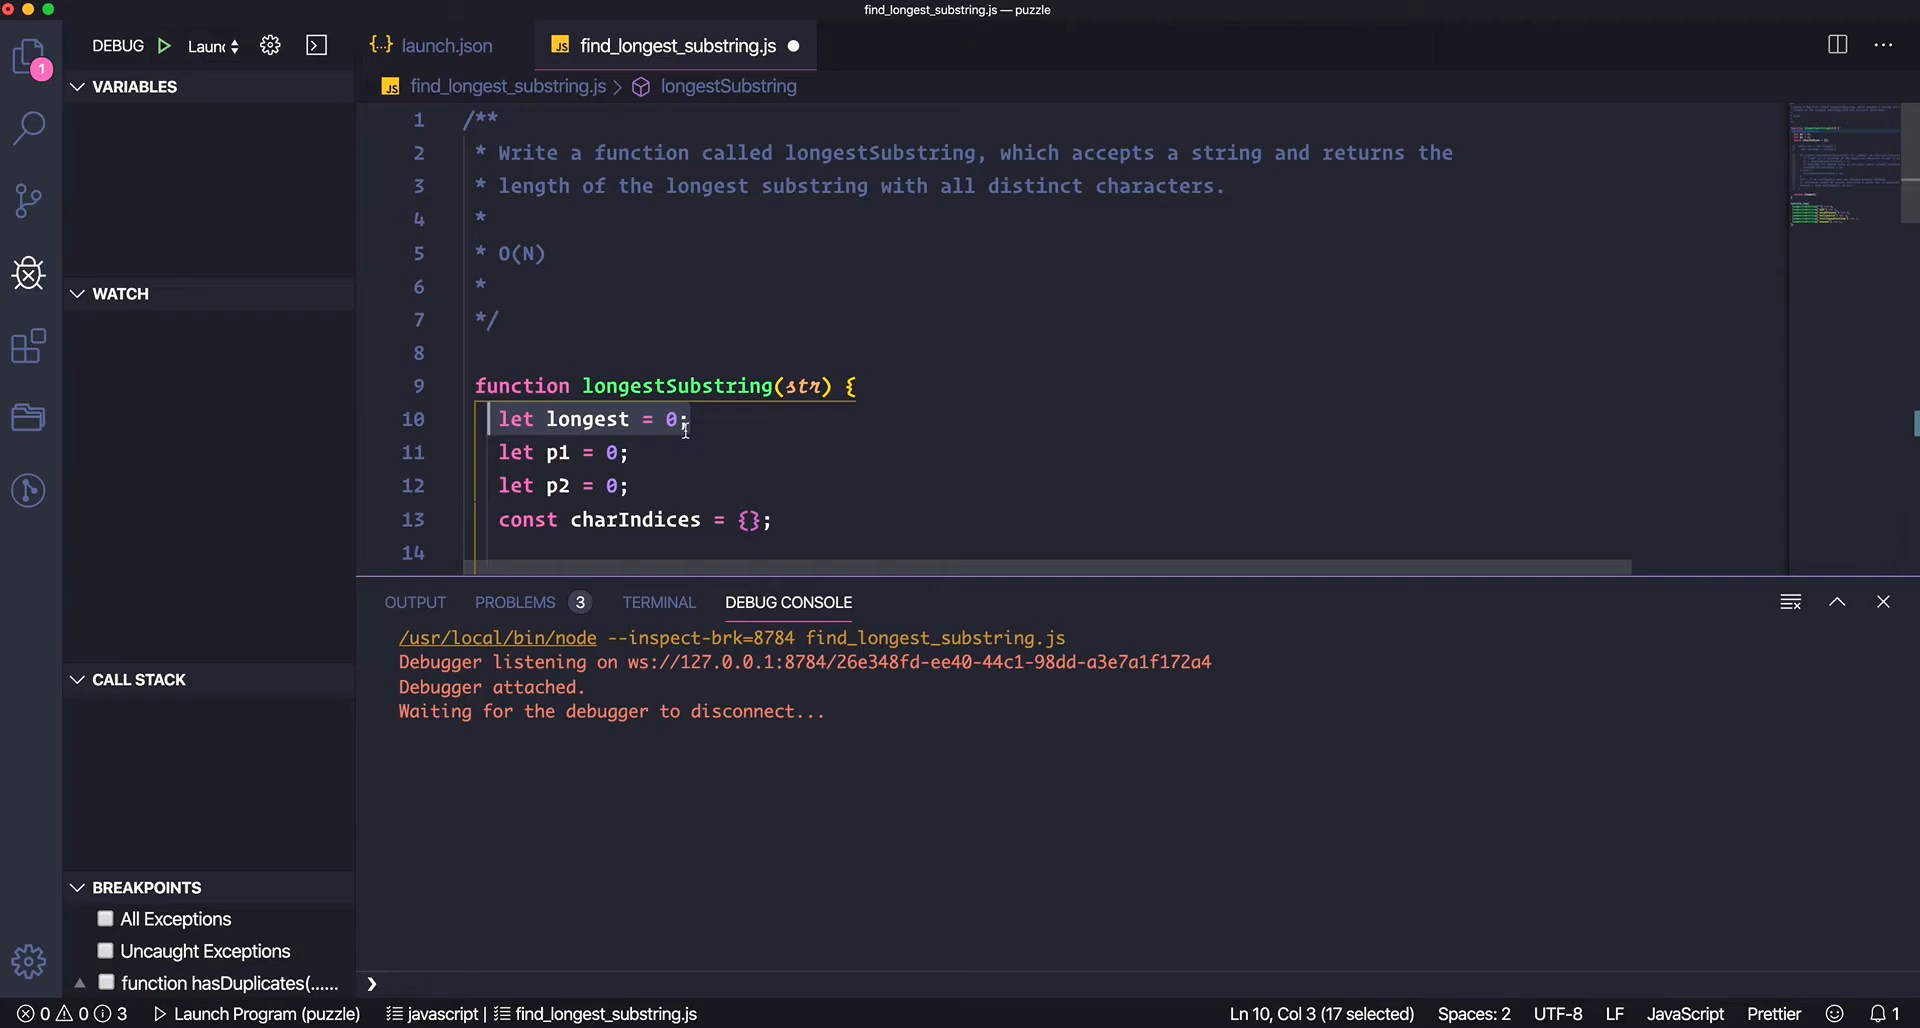 find_longest_substring.js — puzzle
DEBUG Launc
{..} launch.json
JS find_longest_substring.js
1
VARIABLES
JS find_longest_substring.js > longestSubstring
1 /**
2 * Write a function called longestSubstring, which accepts a string and returns the
3 * length of the longest substring with all distinct characters.
4 *
5 * O(N)
6 *
7 */
8
9 function longestSubstring(str) {
10 let longest = 0;
11 let p1 = 0;
12 let p2 = 0;
13 const charIndices = {};
14
WATCH
CALL STACK
BREAKPOINTS
All Exceptions
Uncaught Exceptions
function hasDuplicates(......
OUTPUT PROBLEMS 3 TERMINAL DEBUG CONSOLE
/usr/local/bin/node --inspect-brk=8784 find_longest_substring.js
Debugger listening on ws://127.0.0.1:8784/26e348fd-ee40-44c1-98dd-a3e7a1f172a4
Debugger attached.
Waiting for the debugger to disconnect...
0 0 3 Launch Program (puzzle) javascript | find_longest_substring.js Ln 10, Col 3 (17 selected) Spaces: 2 UTF-8 LF JavaScript Prettier 1